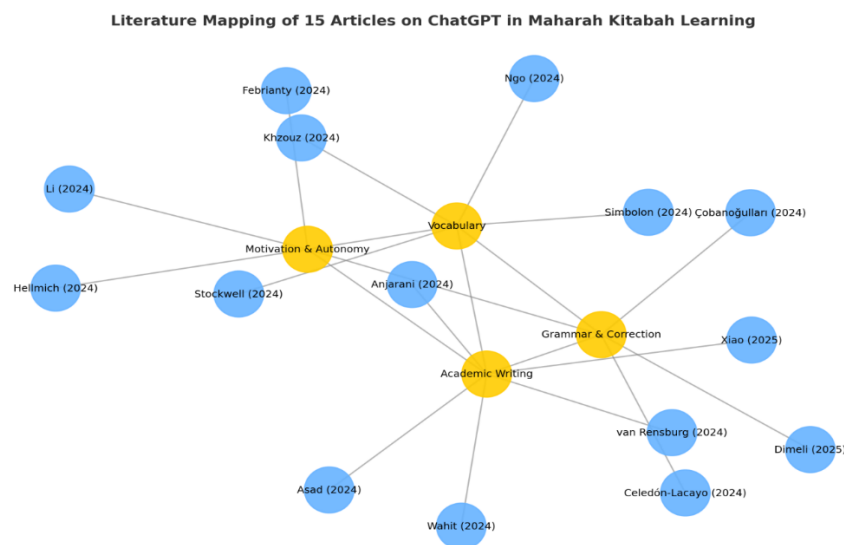 Literature Mapping of 15 Articles on ChatGPT in Maharah Kitabah Learning
Ngo (2024)
Febrianty (2024)
Khzouz (2024)
Li (2024)
Simbolon (2024)
Çobanoğulları (2024)
Vocabulary
Motivation & Autonomy
Hellmich (2024)
Stockwell (2024)
Anjarani (2024)
Grammar & Correction
Xiao (2025)
Academic Writing
van Rensburg (2024)
Dimeli (2025)
Asad (2024)
Celedón-Lacayo (2024)
Wahit (2024)